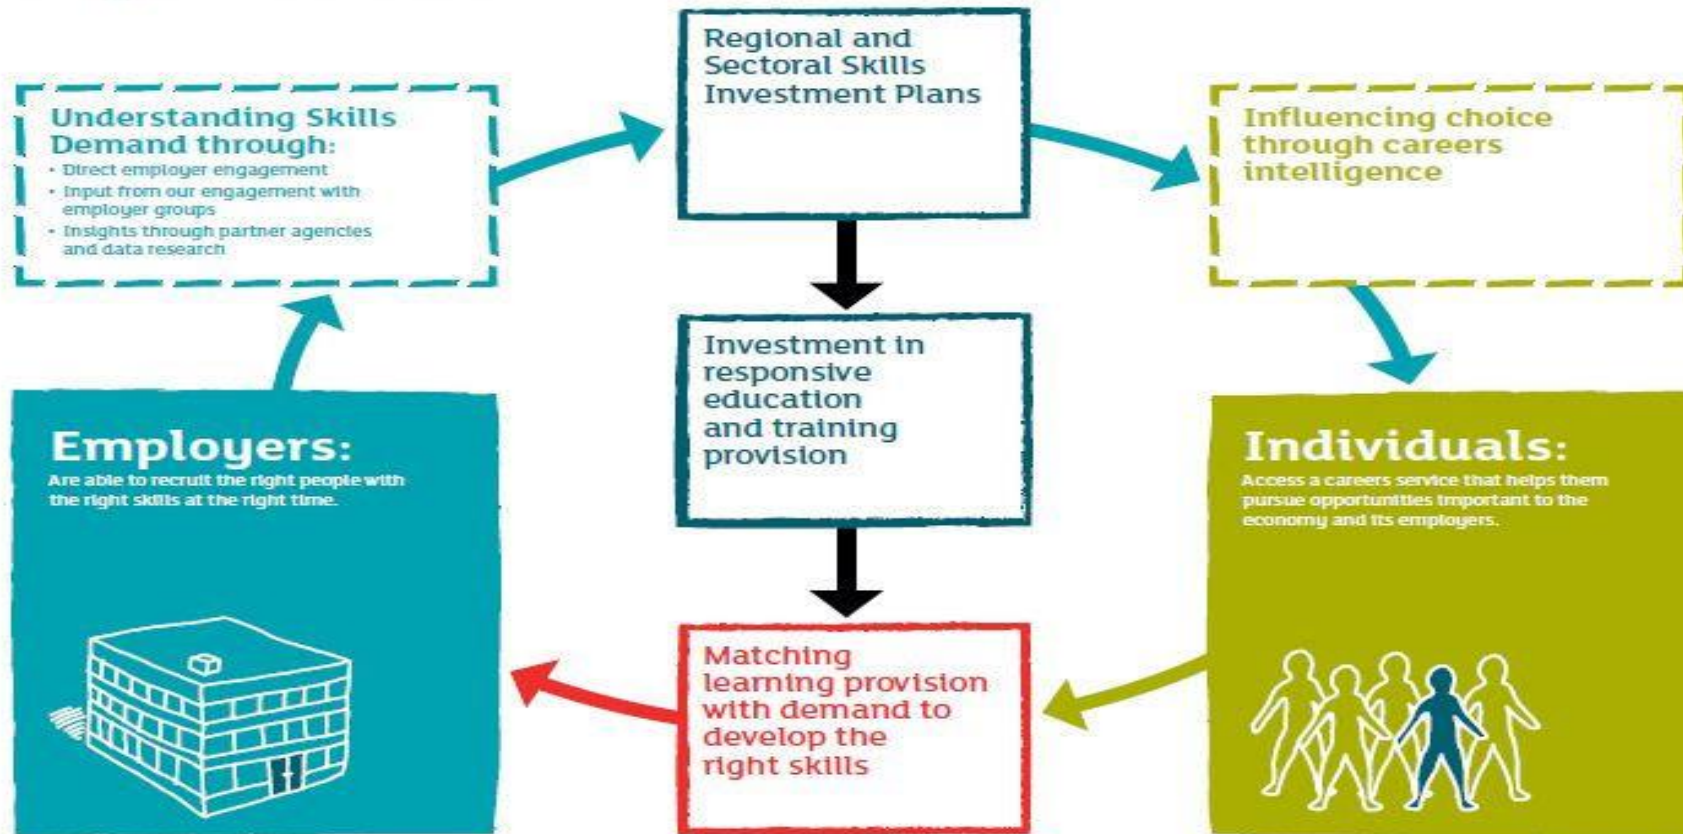 Regional and
Sectoral Skills
Investment Plans
Understanding Skills
Demand through:
• Direct employer engagement
• Input from our engagement with
employer groups
• Insights through partner agencies
and data research
Influencing choice
through careers
intelligence
Investment in
responsive
education
and training
provision
Employers:
Are able to recruit the right people with
the right skills at the right time.
Individuals:
Access a careers service that helps them
pursue opportunities important to the
economy and its employers.
Matching
learning provision
with demand to
develop the
right skills